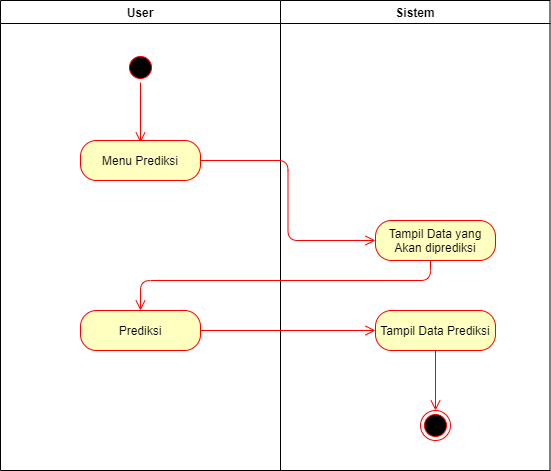 User
Sistem
Menu Prediksi
Tampil Data yang
Akan diprediksi
Prediksi
Tampil Data Prediksi